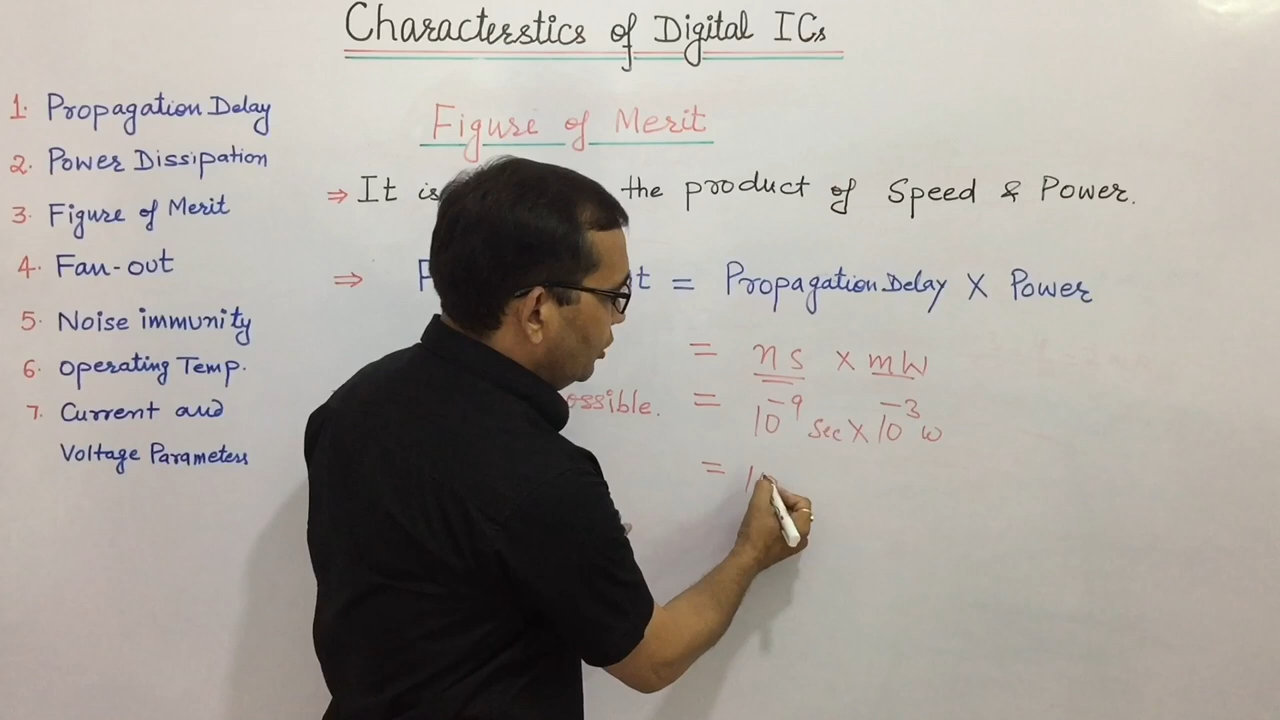 Characterstics of Digital ICs
1. Propagation Delay
2. Power Dissipation
3. Figure of Merit
4. Fan-out
5. Noise immunity
6. Operating Temp.
7. Current and
Voltage Parameters
Figure of Merit
⇒ It is the product of Speed & Power.
⇒ = Propagation Delay X Power
= ns x mW
ossible. = 10⁻⁹ sec X 10⁻³ w
= 1